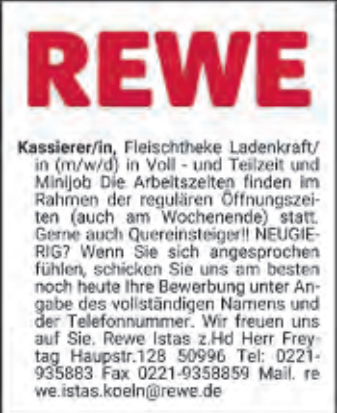 REWE
Kassierer/in, Fleischtheke Ladenkraft/
in (m/w/d) in Voll - und Teilzeit und
Minijob Die Arbeitszeiten finden im
Rahmen der regulären Öffnungszei-
ten (auch am Wochenende) statt.
Gerne auch Quereinsteiger!! NEUGIE-
RIG? Wenn Sie sich angesprochen
fühlen, schicken Sie uns am besten
noch heute Ihre Bewerbung unter An-
gabe des vollständigen Namens und
der Telefonnummer. Wir freuen uns
auf Sie. Rewe Istas z.Hd Herr Frey-
tag Haupstr.128 50996 Tel: 0221-
935883 Fax 0221-9358859 Mail. re
we.istas.koeln@rewe.de